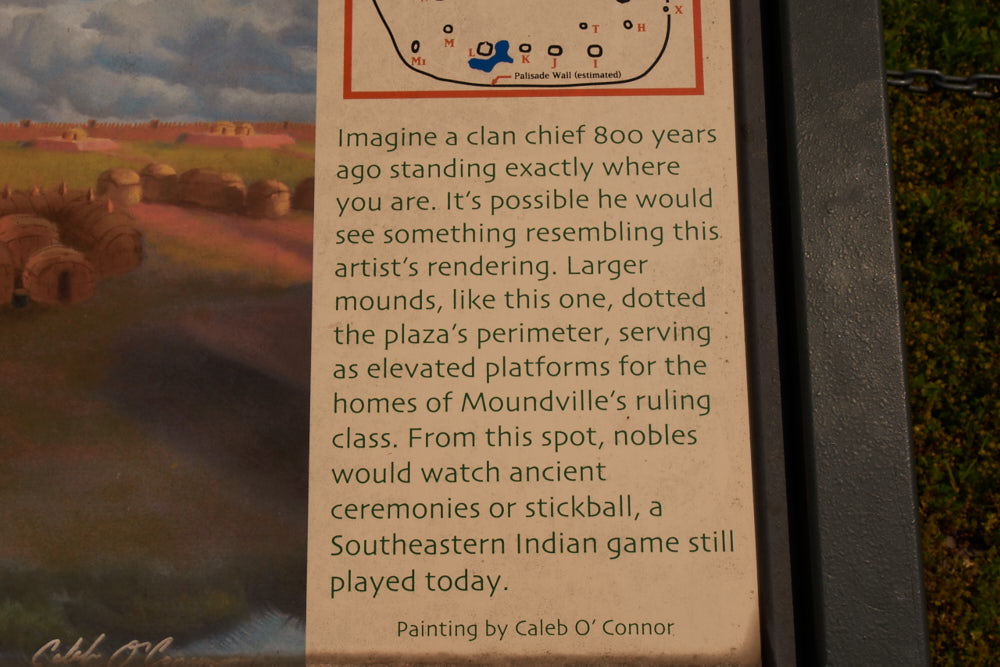 X
T
H
M
M1
L
K
J
I
Palisade Wall (estimated)
Imagine a clan chief 800 years
ago standing exactly where
you are. It's possible he would
see something resembling this
artist's rendering. Larger
mounds, like this one, dotted
the plaza's perimeter, serving
as elevated platforms for the
homes of Moundville's ruling
class. From this spot, nobles
would watch ancient
ceremonies or stickball, a
Southeastern Indian game still
played today.
Painting by Caleb O' Connor
Caleb O'Connor